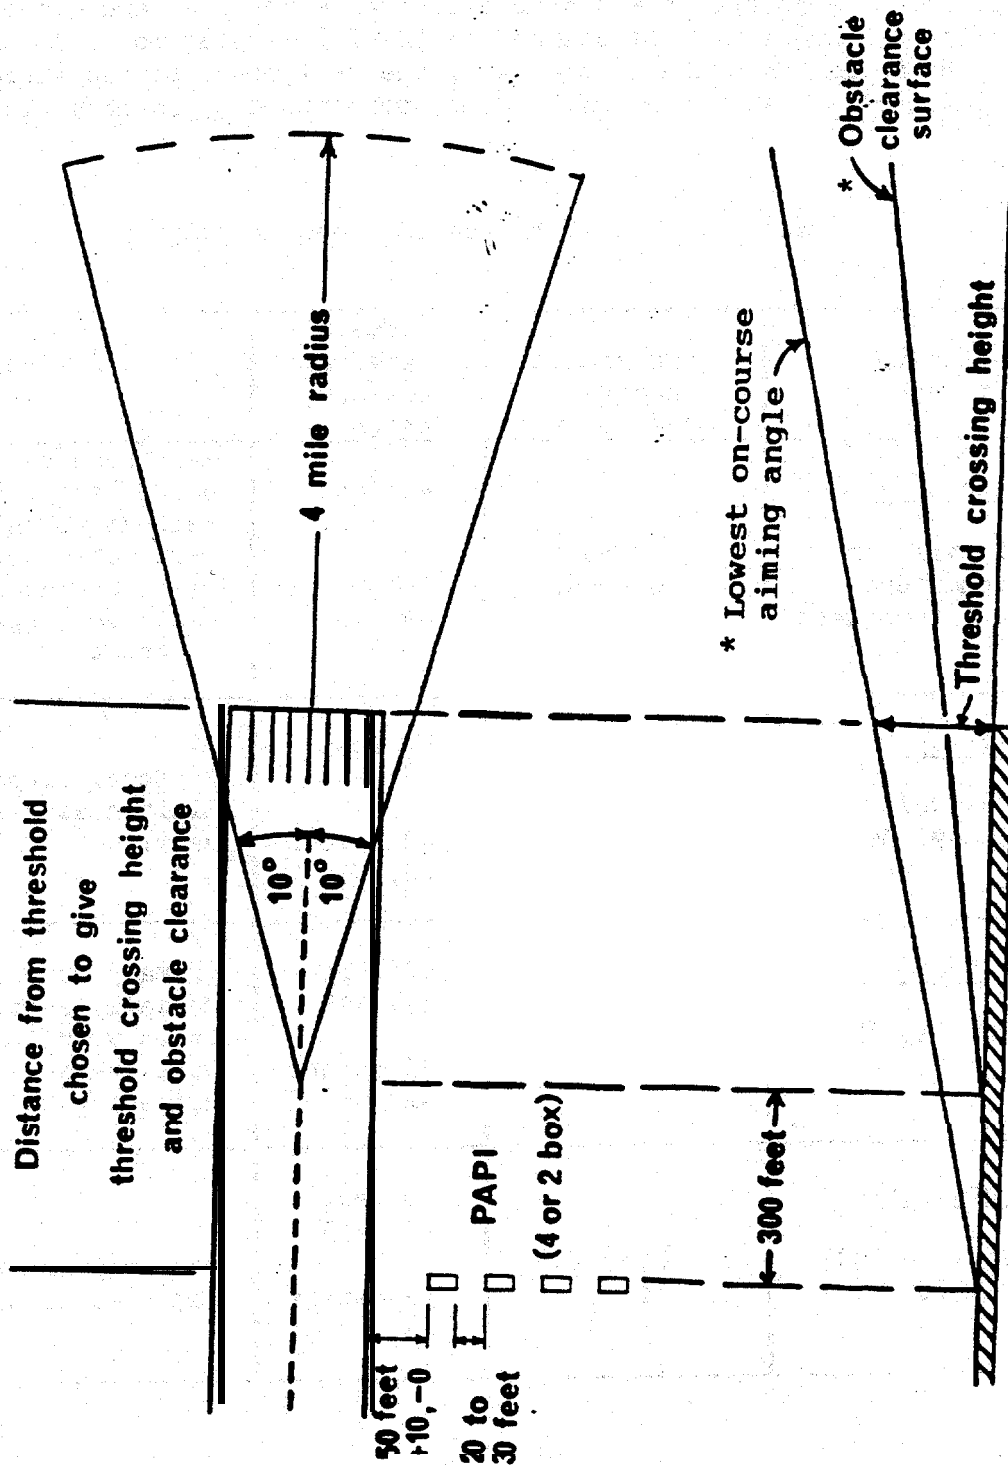 Distance from threshold
chosen to give
threshold crossing height
and obstacle clearance
10°
10°
4 mile radius
50 feet
+10,-0
20 to
30 feet
PAPI
(4 or 2 box)
300 feet
* Lowest on-course
aiming angle
* Obstacle
clearance
surface
Threshold crossing height